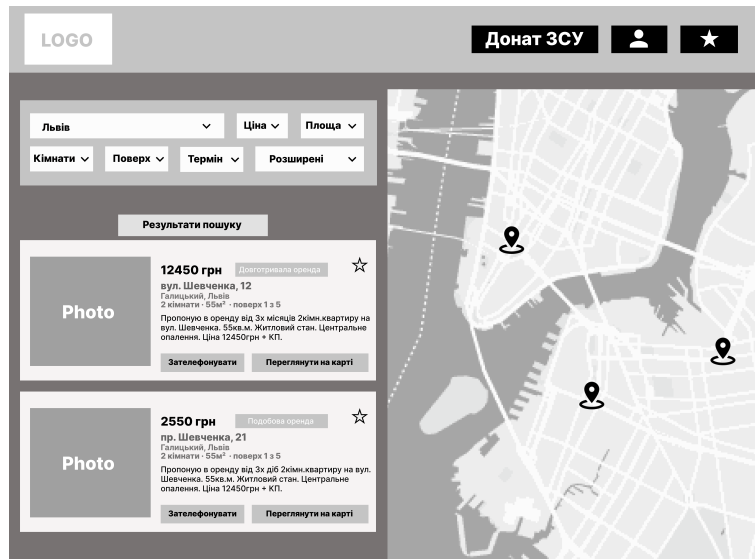 LOGO
Донат ЗСУ
Львів
Ціна
Площа
Кімнати
Поверх
Термін
Розширені
Результати пошуку
Photo
12450 грн
Довготривала оренда
вул. Шевченка, 12
Галицький, Львів
2 кімнати · 55м² · поверх 1 з 5
Пропоную в оренду від 3х місяців 2кімн.квартиру на
вул. Шевченка. 55кв.м. Житловий стан. Центральне
опалення. Ціна 12450грн + КП.
Зателефонувати
Переглянути на карті
Photo
2550 грн
Подобова оренда
пр. Шевченка, 21
Галицький, Львів
2 кімнати · 55м² · поверх 1 з 5
Пропоную в оренду від 3х діб 2кімн.квартиру на вул.
Шевченка. 55кв.м. Житловий стан. Центральне
опалення. Ціна 12450грн + КП.
Зателефонувати
Переглянути на карті